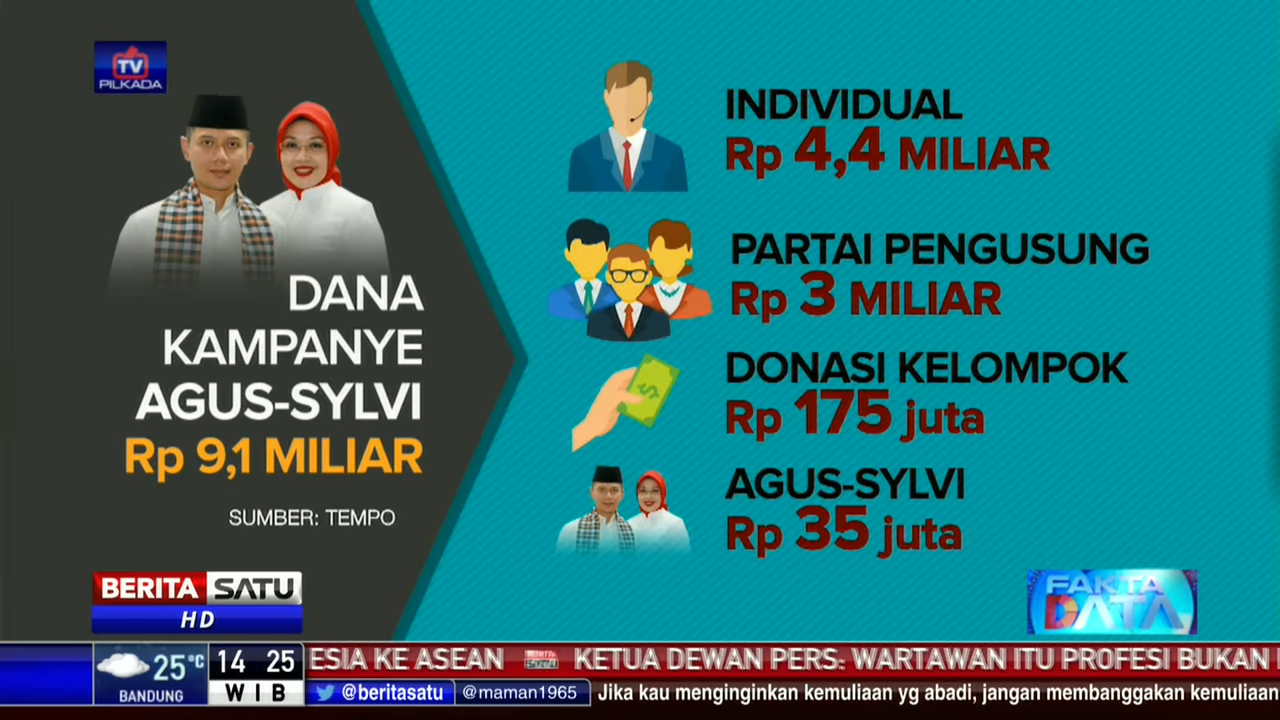 TV
PILKADA
DANA
KAMPANYE
AGUS-SYLVI
Rp 9,1 MILIAR
SUMBER: TEMPO
INDIVIDUAL
Rp 4,4 MILIAR
PARTAI PENGUSUNG
Rp 3 MILIAR
DONASI KELOMPOK
Rp 175 juta
AGUS-SYLVI
Rp 35 juta
BERITA SATU
HD
FAKTA
DATA
25°C
BANDUNG
14 25
WIB
ESIA KE ASEAN KETUA DEWAN PERS: WARTAWAN ITU PROFESI BUKAN
@beritasatu @maman1965 Jika kau menginginkan kemuliaan yg abadi, jangan membanggakan kemuliaan